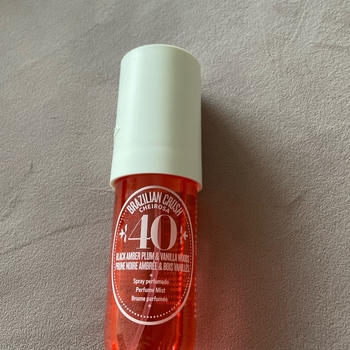 BRAZILIAN CRUSH
CHEIROSA
40
BLACK AMBER PLUM & VANILLA WOODS
PRUNE NOIRE AMBRÉE & BOIS VANILLÉS
Spray perfumado
Perfume Mist
Brume parfumée